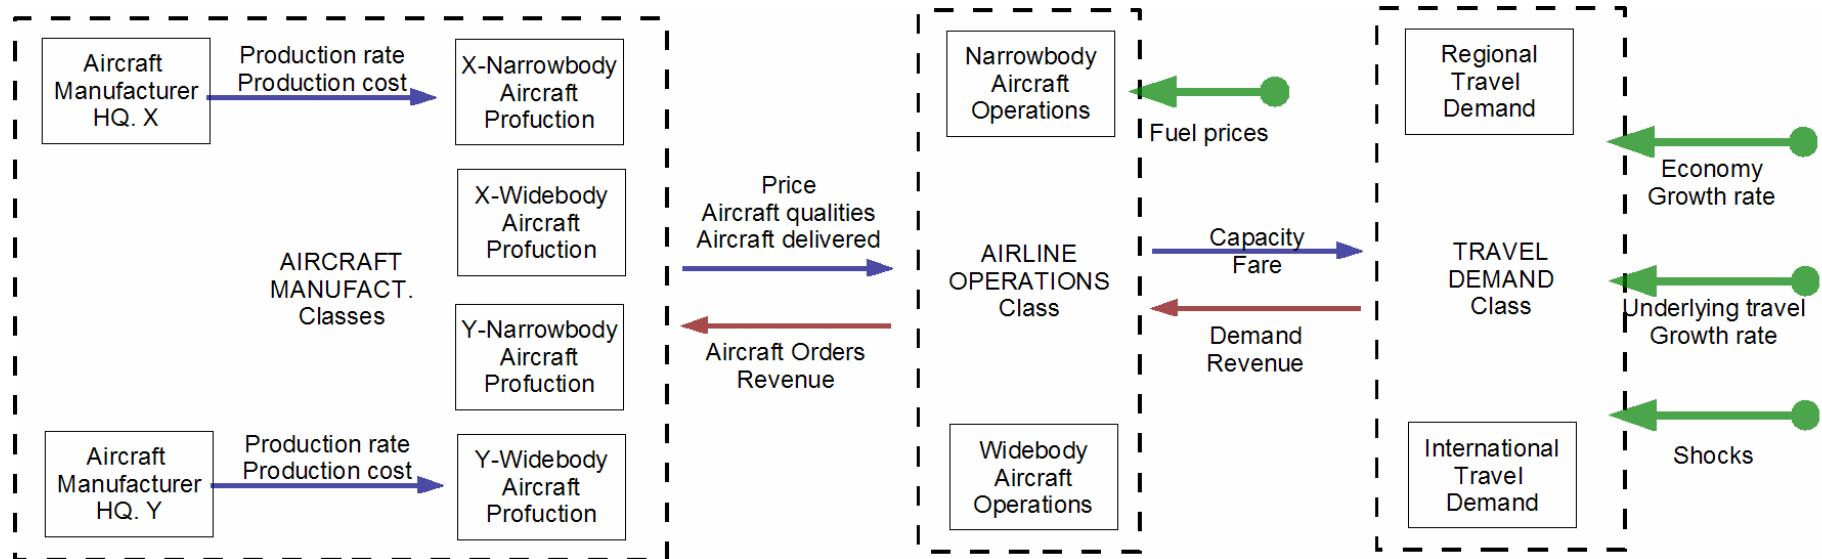 Aircraft
Manufacturer
HQ. X
Production rate
Production cost
X-Narrowbody
Aircraft
Profuction
X-Widebody
Aircraft
Profuction
AIRCRAFT
MANUFACT.
Classes
Y-Narrowbody
Aircraft
Profuction
Aircraft
Manufacturer
HQ. Y
Production rate
Production cost
Y-Widebody
Aircraft
Profuction
Price
Aircraft qualities
Aircraft delivered
Aircraft Orders
Revenue
Narrowbody
Aircraft
Operations
Fuel prices
AIRLINE
OPERATIONS
Class
Widebody
Aircraft
Operations
Capacity
Fare
Demand
Revenue
Regional
Travel
Demand
TRAVEL
DEMAND
Class
International
Travel
Demand
Economy
Growth rate
Underlying travel
Growth rate
Shocks